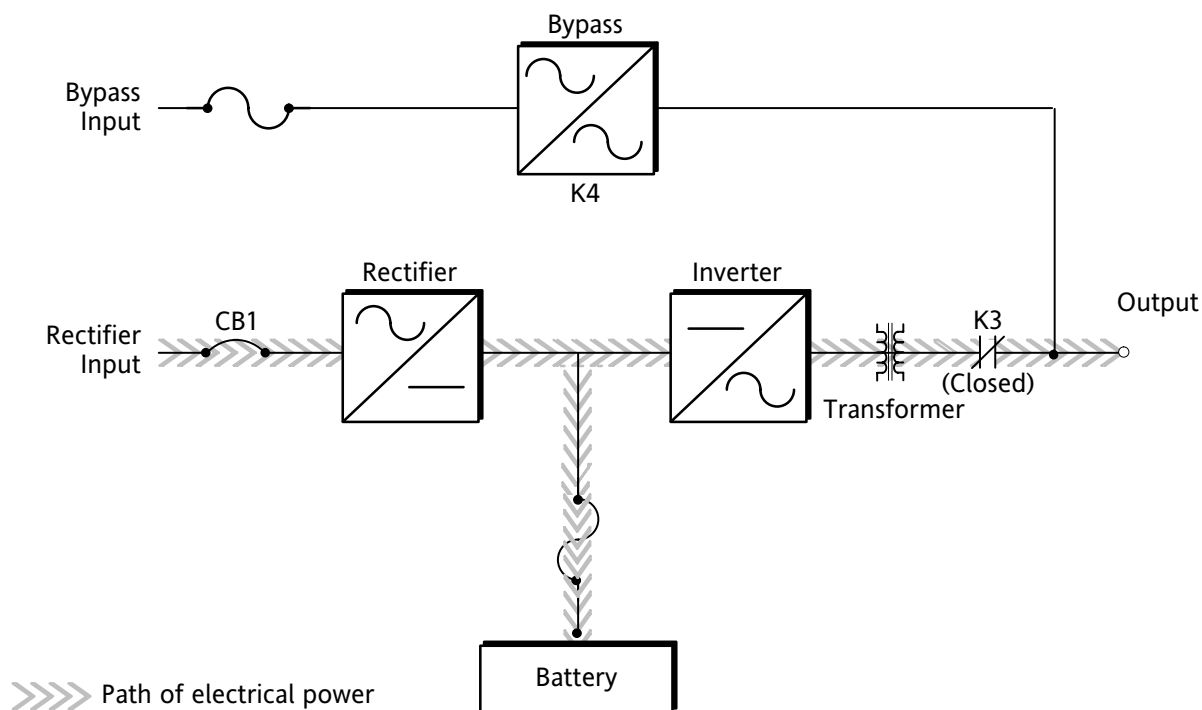 Bypass
Bypass
Input
K4
Rectifier
Inverter
Output
Rectifier
Input
CB1
K3
(Closed)
Transformer
Battery
Path of electrical power